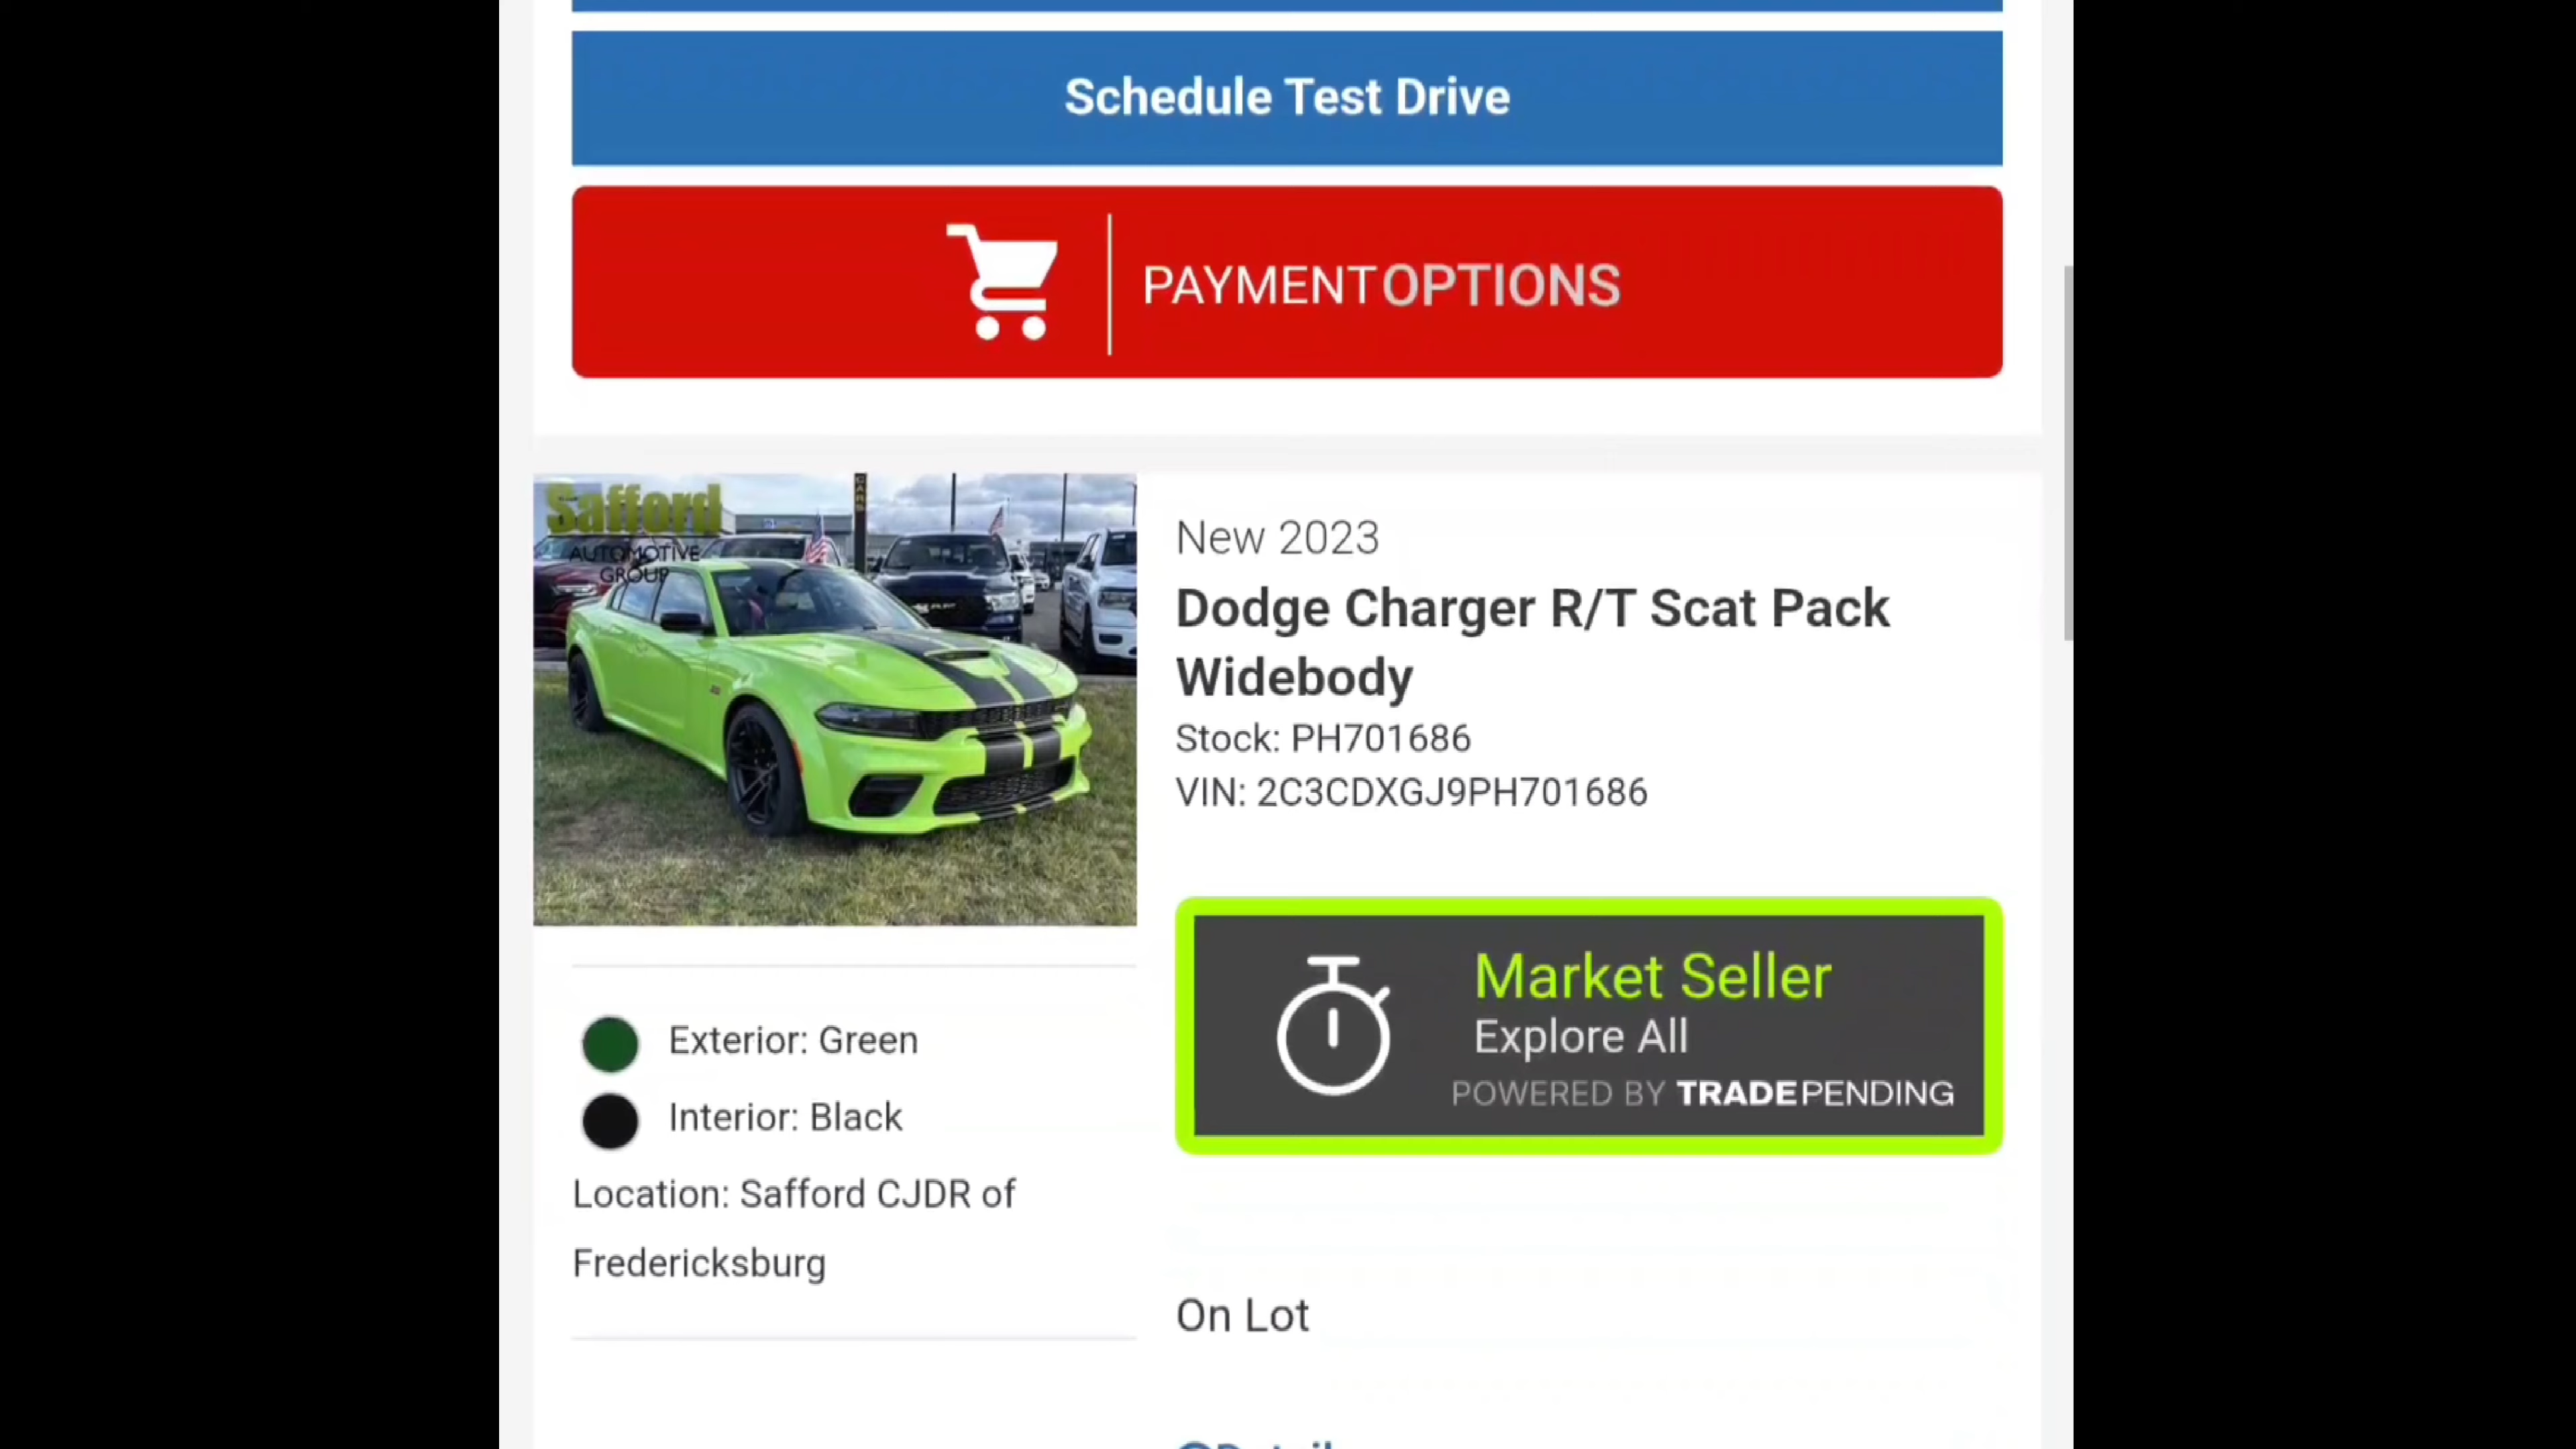 Schedule Test Drive
PAYMENT OPTIONS
Safford
AUTOMOTIVE
GROUP
CARS
New 2023
Dodge Charger R/T Scat Pack
Widebody
Stock: PH701686
VIN: 2C3CDXGJ9PH701686
Market Seller
Explore All
POWERED BY TRADEPENDING
Exterior: Green
Interior: Black
Location: Safford CJDR of
Fredericksburg
On Lot